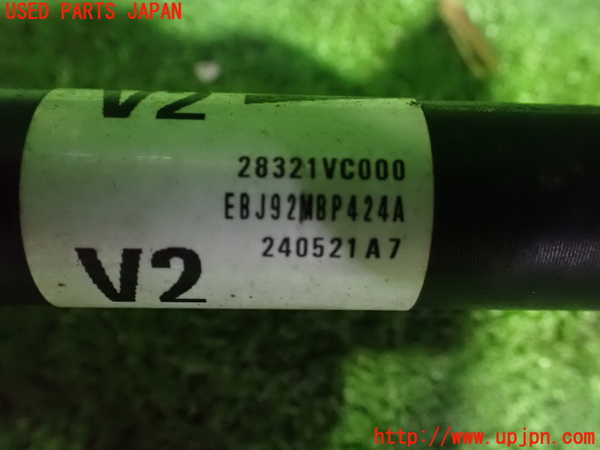 USED PARTS JAPAN
V2
28321VC000
EBJ92MBP424A
240521A7
V2
http://www.upjpn.com